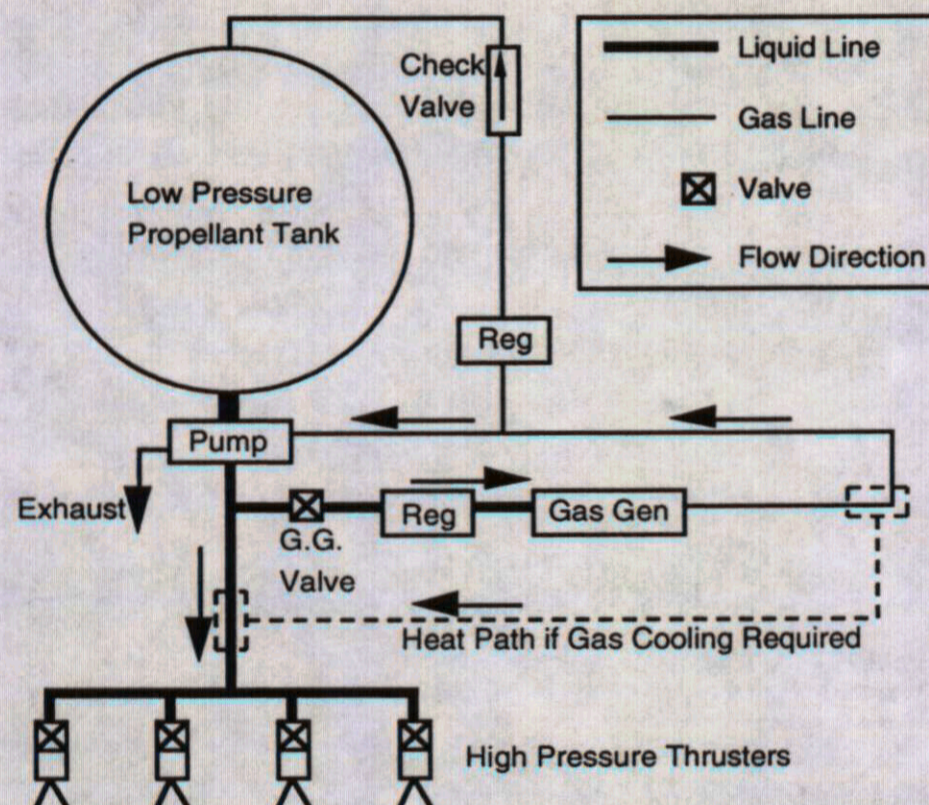 Check
Valve
Low Pressure
Propellant Tank
Liquid Line
Gas Line
Valve
Flow Direction
Reg
Pump
Exhaust
G.G.
Valve
Reg
Gas Gen
Heat Path if Gas Cooling Required
High Pressure Thrusters